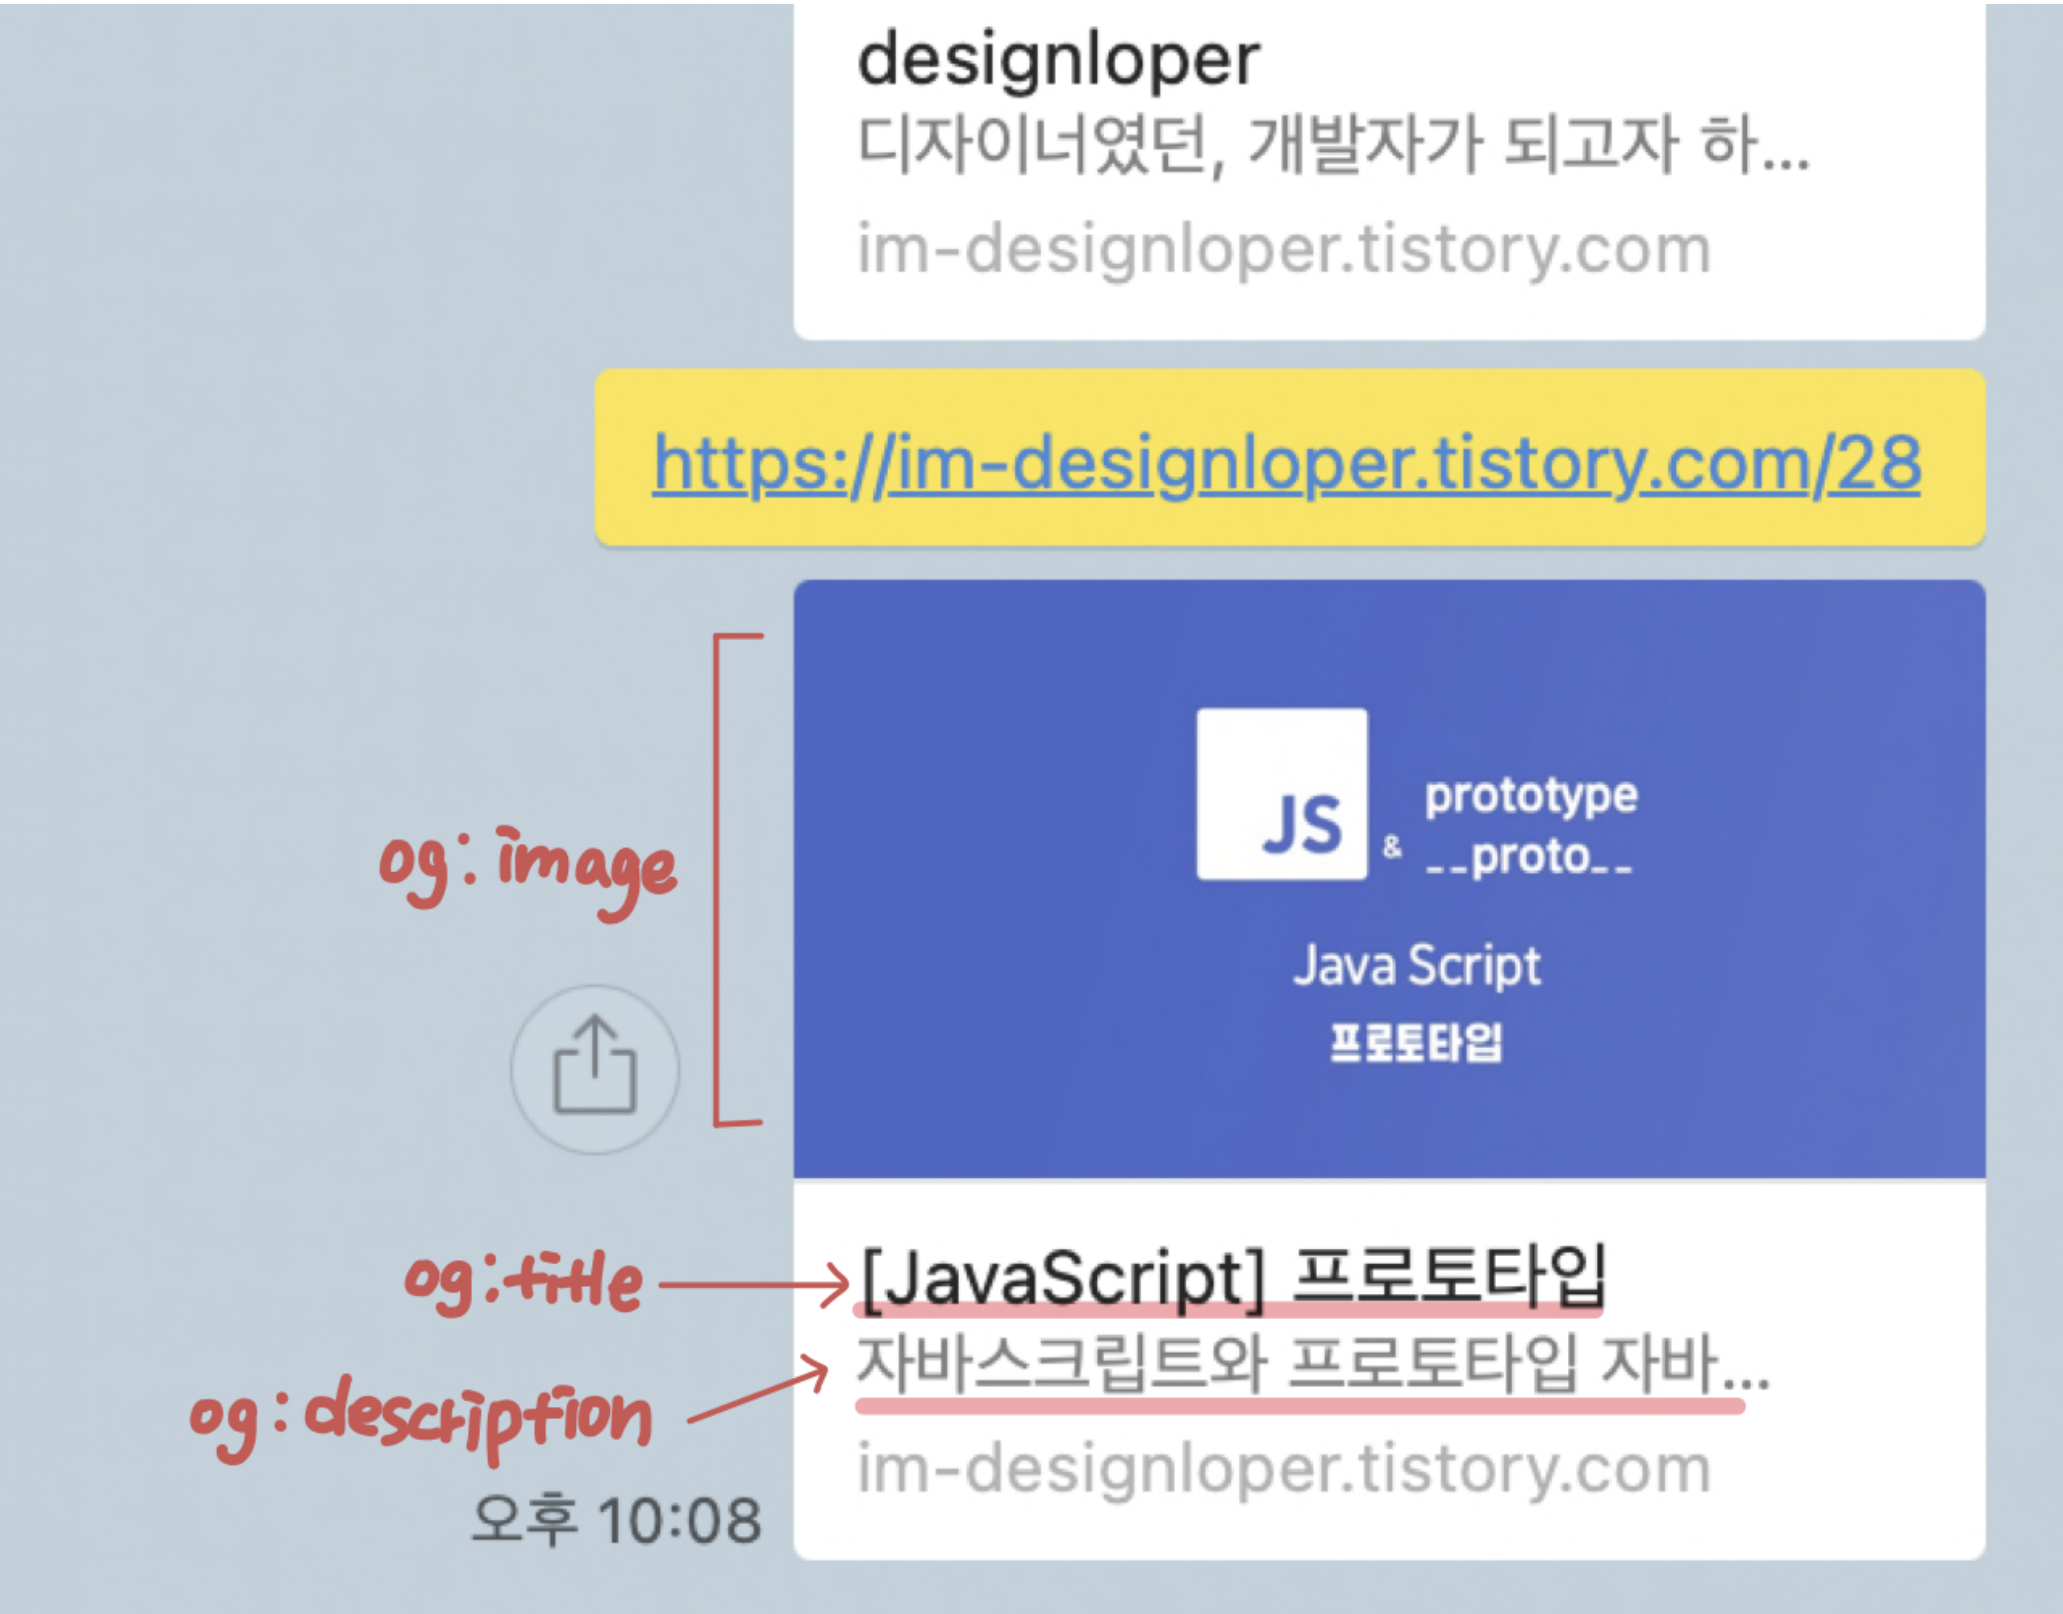 designloper
디자이너였던, 개발자가 되고자 하...
im-designloper.tistory.com
https://im-designloper.tistory.com/28
og:image
JS & prototype
__proto__
Java Script
프로토타입
og:title
[JavaScript] 프로토타입
og:description
자바스크립트와 프로토타입 자바...
im-designloper.tistory.com
오후 10:08